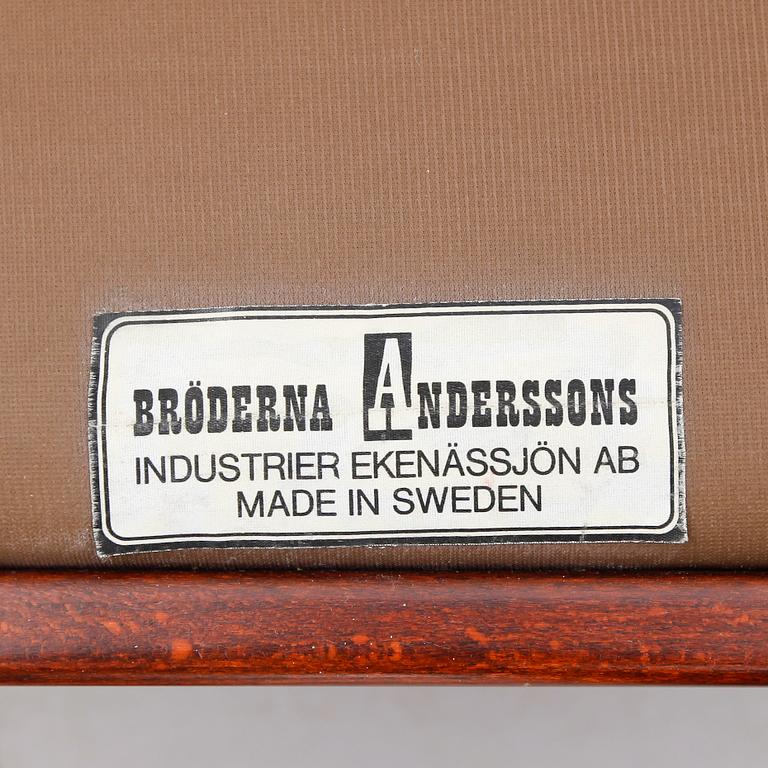 BRÖDERNA ANDERSSONS
INDUSTRIER EKENÄSSJÖN AB
MADE IN SWEDEN